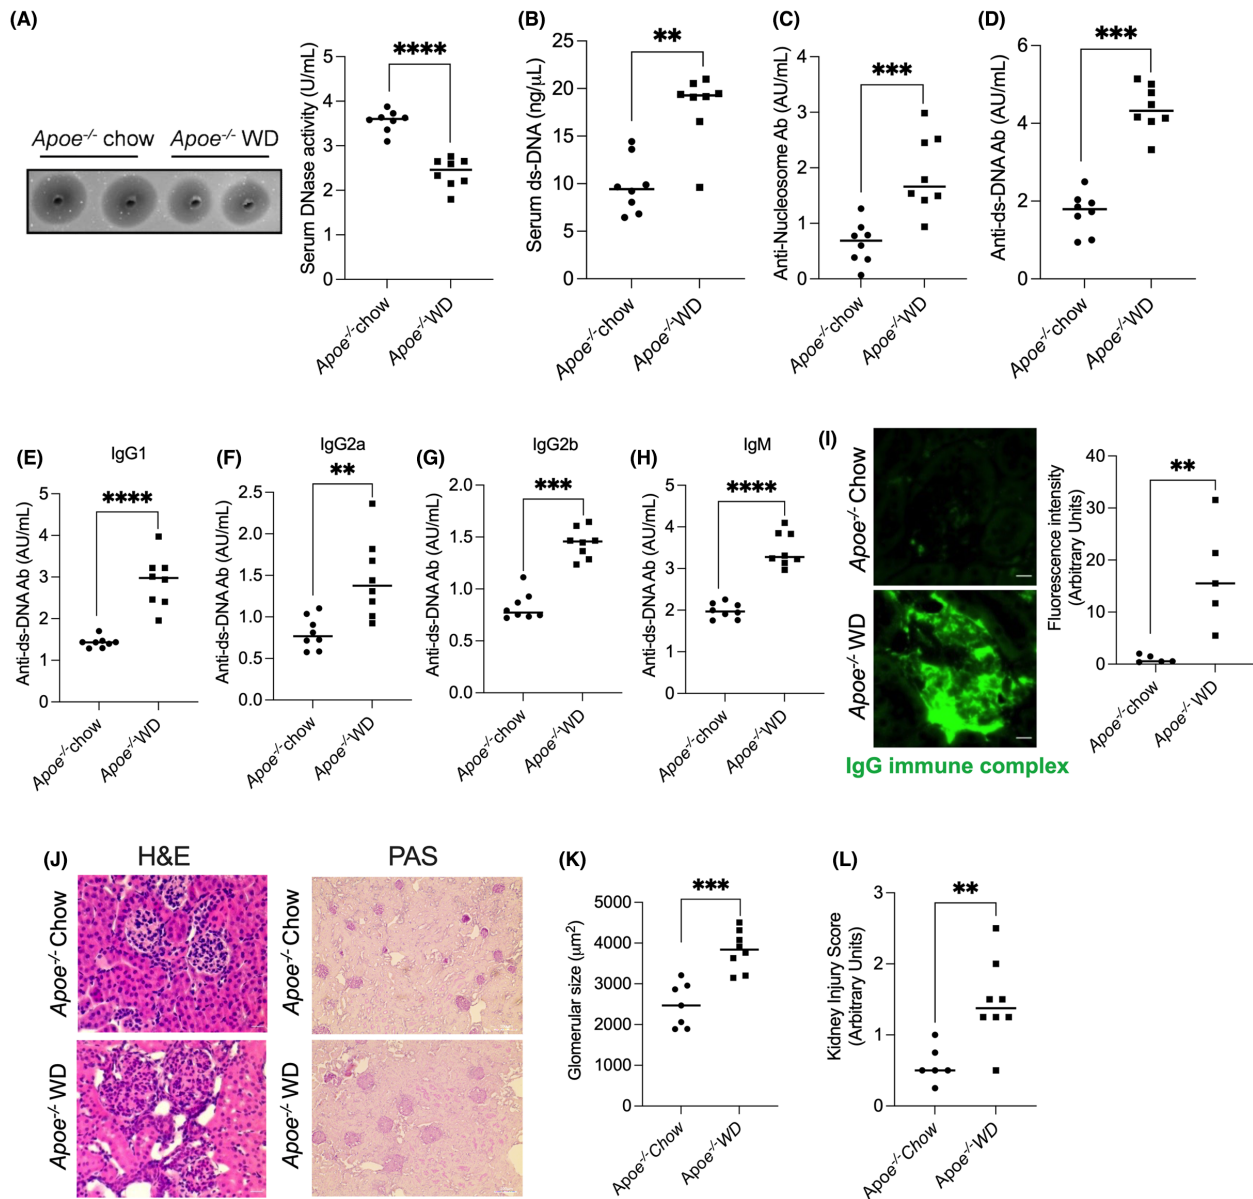 (A)
Apoe-/- chow Apoe-/- WD
Serum DNase activity (U/mL)
5
4
3
2
1
0
****
Apoe-/-chow
Apoe-/-WD
(B)
Serum ds-DNA (ng/μL)
25
20
15
10
5
0
**
Apoe-/-chow
Apoe-/-WD
(C)
Anti-Nucleosome Ab (AU/mL)
4
3
2
1
0
***
Apoe-/-chow
Apoe-/-WD
(D)
Anti-ds-DNA Ab (AU/mL)
6
4
2
0
***
Apoe-/-chow
Apoe-/-WD
(E)
IgG1
Anti-ds-DNA Ab (AU/mL)
5
4
3
2
1
0
****
Apoe-/-chow
Apoe-/-WD
(F)
IgG2a
Anti-ds-DNA Ab (AU/mL)
2.5
2.0
1.5
1.0
0.5
0.0
**
Apoe-/-chow
Apoe-/-WD
(G)
IgG2b
Anti-ds-DNA Ab (AU/mL)
2.0
1.5
1.0
0.5
0.0
***
Apoe-/-chow
Apoe-/-WD
(H)
IgM
Anti-ds-DNA Ab (AU/mL)
5
4
3
2
1
0
****
Apoe-/-chow
Apoe-/-WD
(I)
Apoe-/- Chow
Apoe-/- WD
IgG immune complex
Fluorescence intensity
(Arbitrary Units)
40
30
20
10
0
**
Apoe-/- chow
Apoe-/- WD
(J)
H&E
PAS
Apoe-/- Chow
Apoe-/- Chow
Apoe-/- WD
Apoe-/- WD
(K)
Glomerular size (μm2)
5000
4000
3000
2000
1000
0
***
Apoe-/-Chow
Apoe-/-WD
(L)
Kidney Injury Score
(Arbitrary Units)
3
2
1
0
**
Apoe-/-Chow
Apoe-/-WD